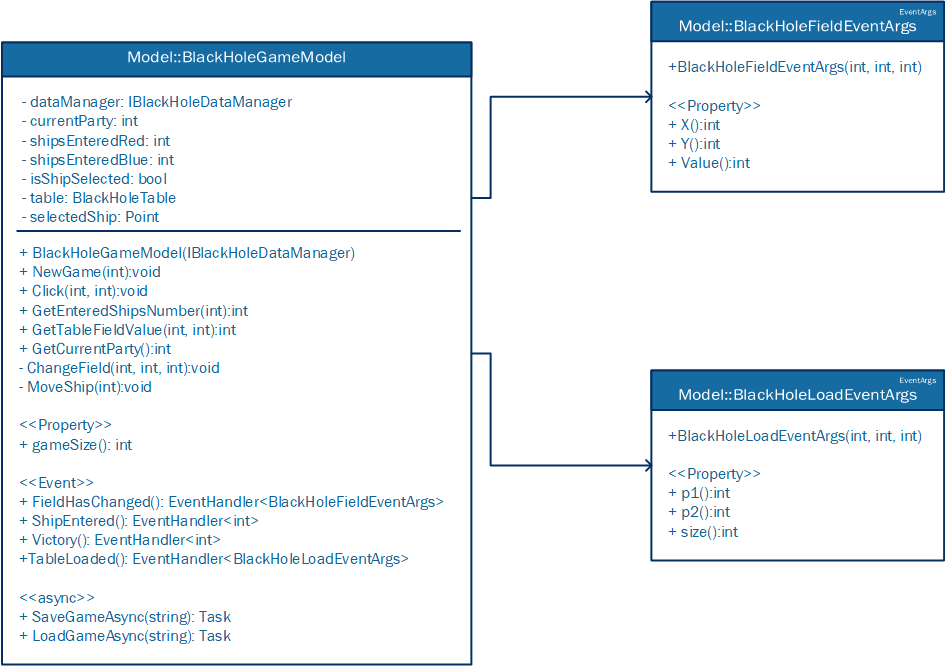 Model::BlackHoleGameModel
- dataManager: IBlackHoleDataManager
- currentParty: int
- shipsEnteredRed: int
- shipsEnteredBlue: int
- isShipSelected: bool
- table: BlackHoleTable
- selectedShip: Point
+ BlackHoleGameModel(IBlackHoleDataManager)
+ NewGame(int):void
+ Click(int, int):void
+ GetEnteredShipsNumber(int):int
+ GetTableFieldValue(int, int):int
+ GetCurrentParty():int
- ChangeField(int, int, int):void
- MoveShip(int):void
<<Property>>
+ gameSize(): int
<<Event>>
+ FieldHasChanged(): EventHandler<BlackHoleFieldEventArgs>
+ ShipEntered(): EventHandler<int>
+ Victory(): EventHandler<int>
+TableLoaded(): EventHandler<BlackHoleLoadEventArgs>
<<async>>
+ SaveGameAsync(string): Task
+ LoadGameAsync(string): Task
EventArgs
Model::BlackHoleFieldEventArgs
+BlackHoleFieldEventArgs(int, int, int)
<<Property>>
+ X():int
+ Y():int
+ Value():int
EventArgs
Model::BlackHoleLoadEventArgs
+BlackHoleLoadEventArgs(int, int, int)
<<Property>>
+ p1():int
+ p2():int
+ size():int